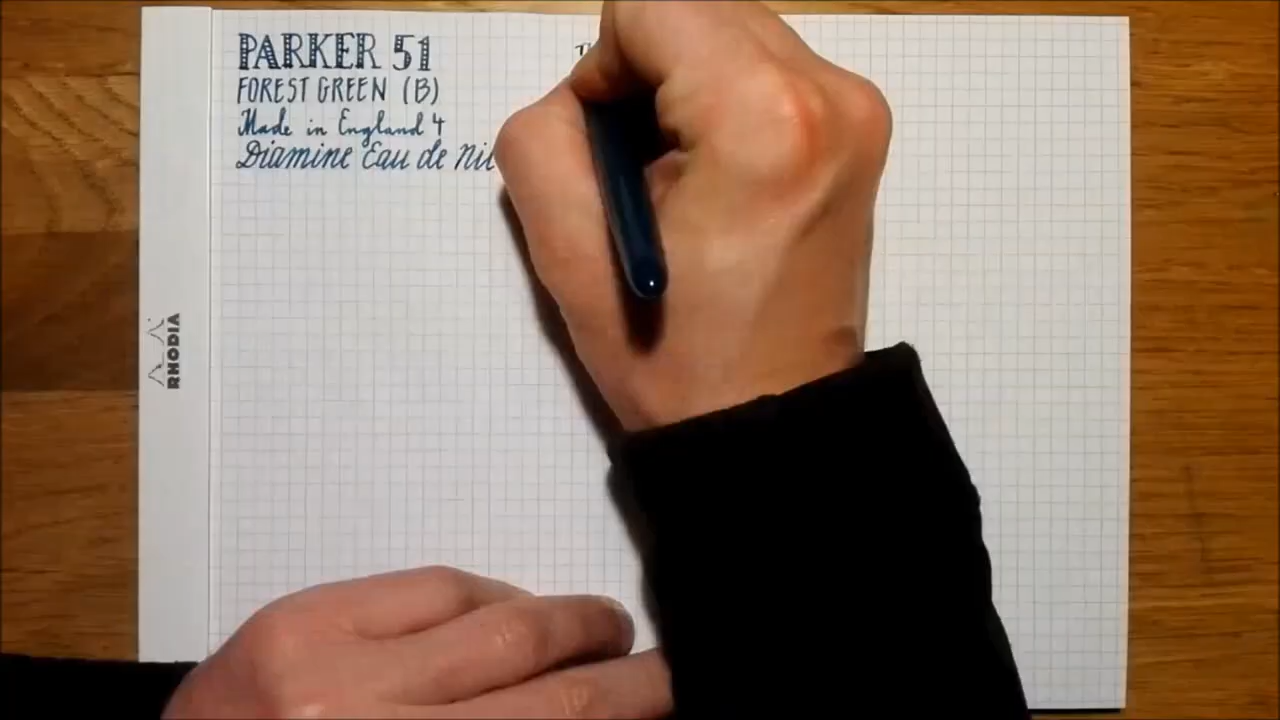 PARKER 51
FOREST GREEN (B)
Made in England 4
Diamine Eau de Nil
RHODIA